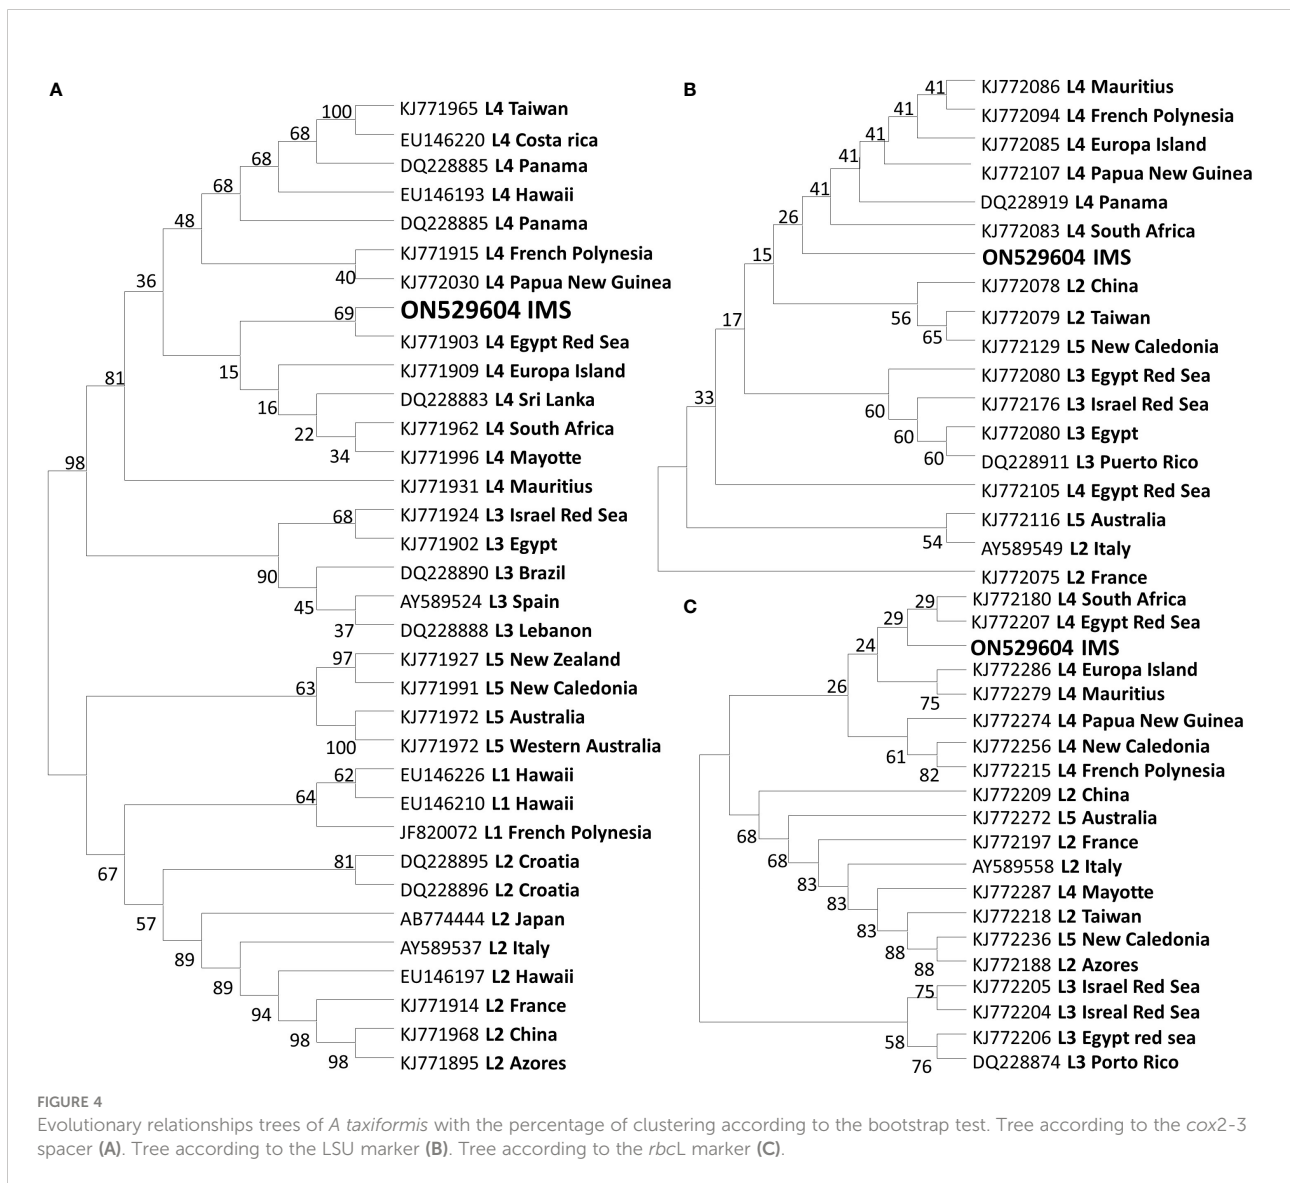 A
100
KJ771965 L4 Taiwan
68
EU146220 L4 Costa rica
68
DQ228885 L4 Panama
68
EU146193 L4 Hawaii
48
DQ228885 L4 Panama
KJ771915 L4 French Polynesia
36
40
KJ772030 L4 Papua New Guinea
69
ON529604 IMS
KJ771903 L4 Egypt Red Sea
81
15
KJ771909 L4 Europa Island
16
DQ228883 L4 Sri Lanka
22
KJ771962 L4 South Africa
34
KJ771996 L4 Mayotte
98
KJ771931 L4 Mauritius
68
KJ771924 L3 Israel Red Sea
KJ771902 L3 Egypt
90
DQ228890 L3 Brazil
45
AY589524 L3 Spain
37
DQ228888 L3 Lebanon
97
KJ771927 L5 New Zealand
63
KJ771991 L5 New Caledonia
KJ771972 L5 Australia
100
KJ771972 L5 Western Australia
62
EU146226 L1 Hawaii
64
EU146210 L1 Hawaii
JF820072 L1 French Polynesia
67
81
DQ228895 L2 Croatia
DQ228896 L2 Croatia
57
AB774444 L2 Japan
89
AY589537 L2 Italy
89
EU146197 L2 Hawaii
94
KJ771914 L2 France
98
KJ771968 L2 China
98
KJ771895 L2 Azores
B
41
KJ772086 L4 Mauritius
41
KJ772094 L4 French Polynesia
41
KJ772085 L4 Europa Island
41
KJ772107 L4 Papua New Guinea
41
DQ228919 L4 Panama
26
KJ772083 L4 South Africa
15
ON529604 IMS
KJ772078 L2 China
17
56
KJ772079 L2 Taiwan
65
KJ772129 L5 New Caledonia
KJ772080 L3 Egypt Red Sea
33
60
KJ772176 L3 Israel Red Sea
60
KJ772080 L3 Egypt
60
DQ228911 L3 Puerto Rico
KJ772105 L4 Egypt Red Sea
KJ772116 L5 Australia
54
AY589549 L2 Italy
KJ772075 L2 France
C
29
KJ772180 L4 South Africa
29
KJ772207 L4 Egypt Red Sea
24
ON529604 IMS
KJ772286 L4 Europa Island
26
75
KJ772279 L4 Mauritius
KJ772274 L4 Papua New Guinea
61
KJ772256 L4 New Caledonia
82
KJ772215 L4 French Polynesia
KJ772209 L2 China
68
KJ772272 L5 Australia
68
KJ772197 L2 France
83
AY589558 L2 Italy
83
KJ772287 L4 Mayotte
83
KJ772218 L2 Taiwan
88
KJ772236 L5 New Caledonia
88
KJ772188 L2 Azores
75
KJ772205 L3 Israel Red Sea
KJ772204 L3 Isreal Red Sea
58
KJ772206 L3 Egypt red sea
76
DQ228874 L3 Porto Rico
FIGURE 4
Evolutionary relationships trees of A taxiformis with the percentage of clustering according to the bootstrap test. Tree according to the cox2-3
spacer (A). Tree according to the LSU marker (B). Tree according to the rbcL marker (C).